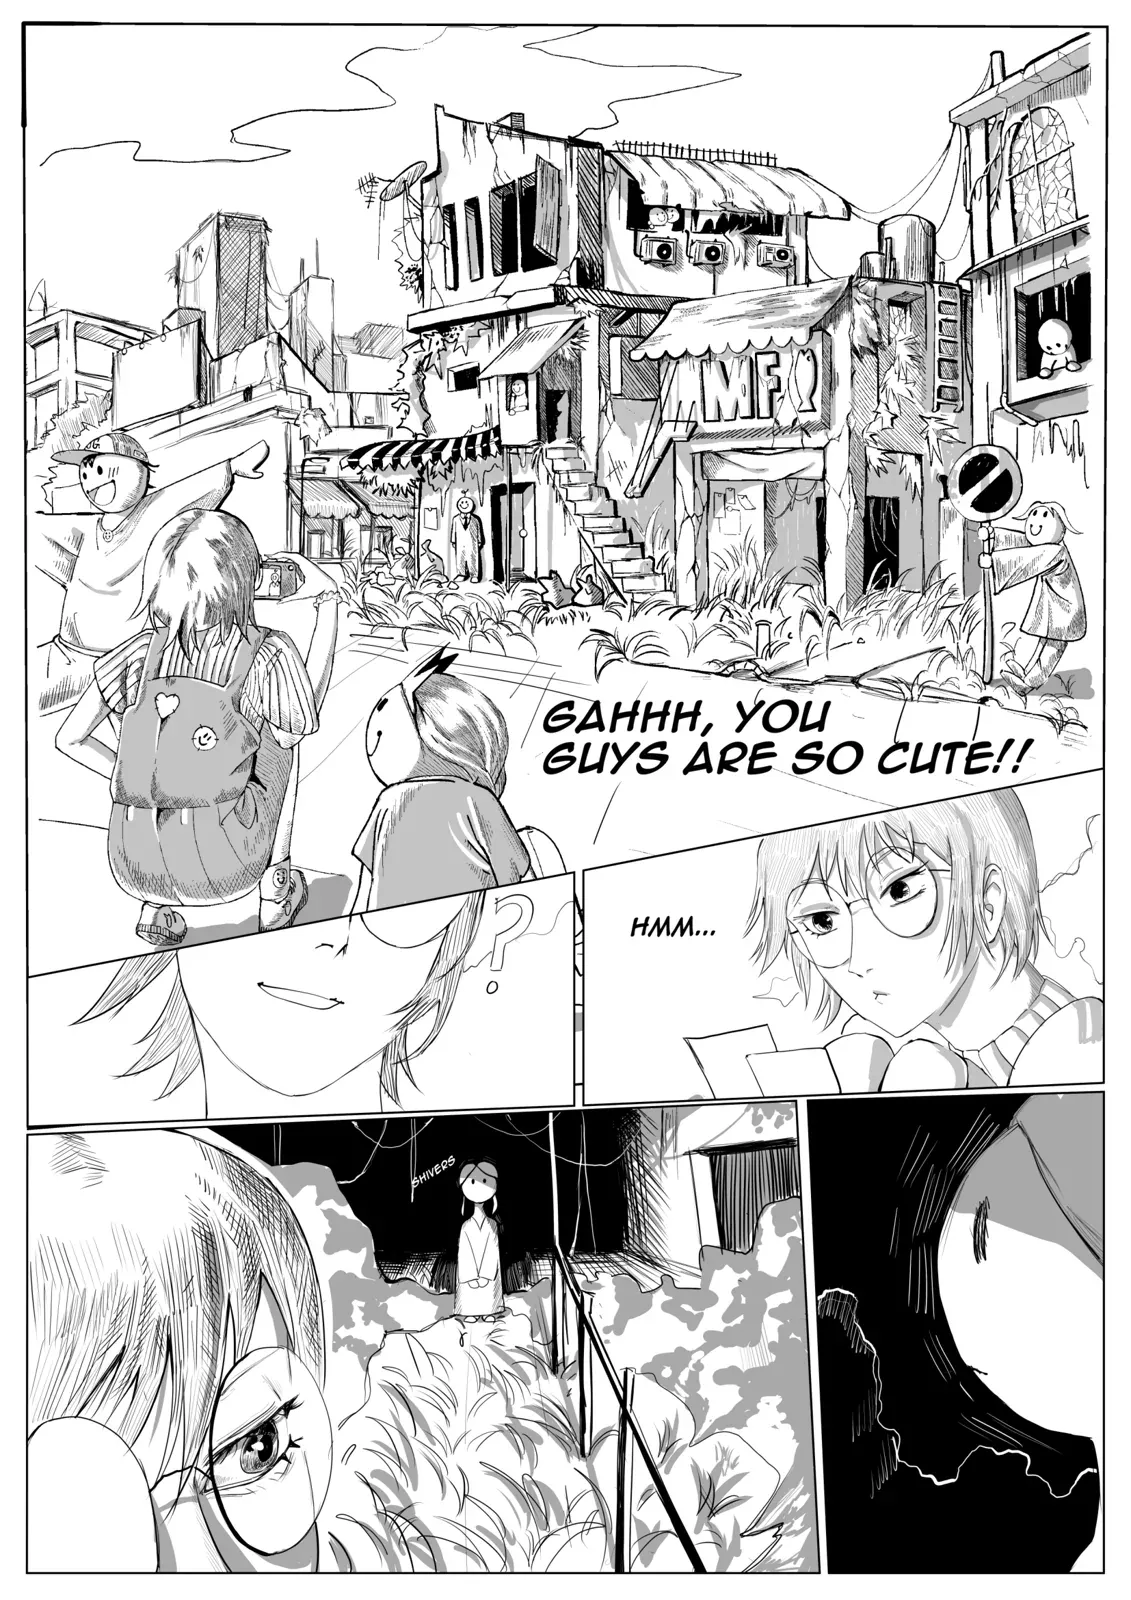 MF
GAHHH, YOU
GUYS ARE SO CUTE!!
?
HMM...
SHIVERS